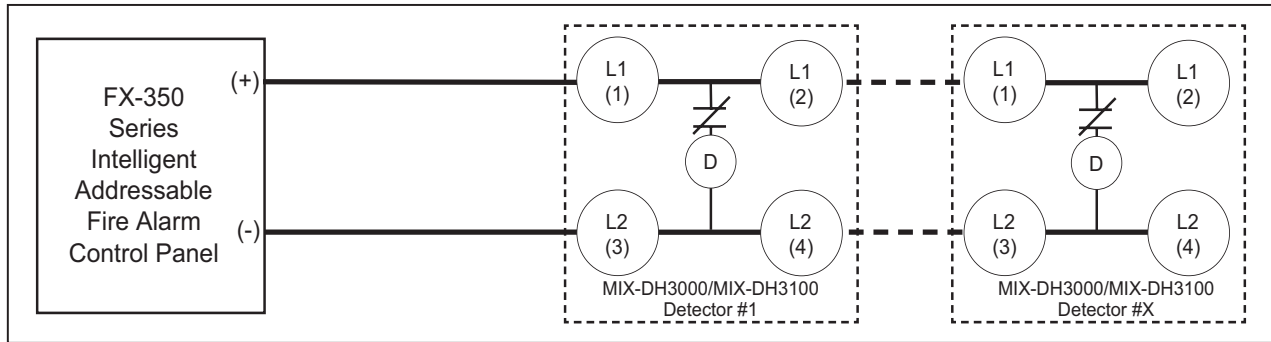 FX-350
Series
Intelligent
Addressable
Fire Alarm
Control Panel
(+)
(-)
L1
(1)
L1
(2)
D
L2
(3)
L2
(4)
MIX-DH3000/MIX-DH3100
Detector #1
L1
(1)
L1
(2)
D
L2
(3)
L2
(4)
MIX-DH3000/MIX-DH3100
Detector #X